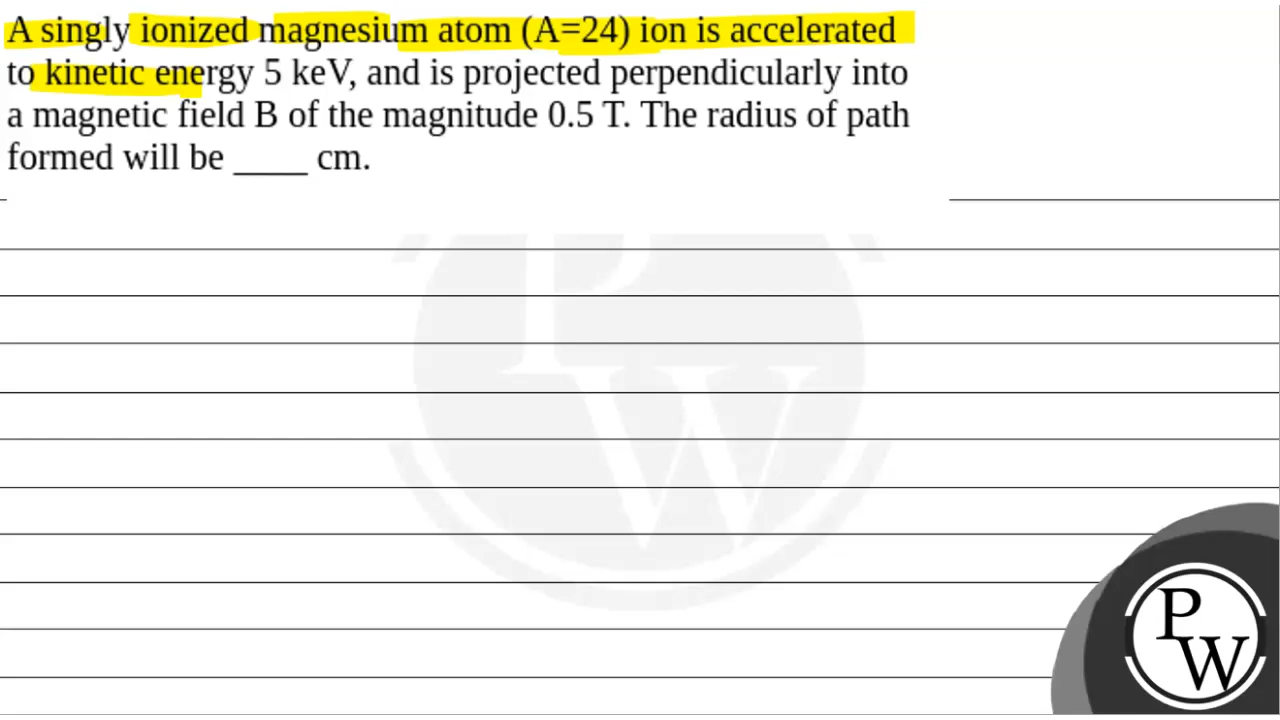 A singly ionized magnesium atom (A=24) ion is accelerated
to kinetic energy 5 keV, and is projected perpendicularly into
a magnetic field B of the magnitude 0.5 T. The radius of path
formed will be ____ cm.
P
W
P
W